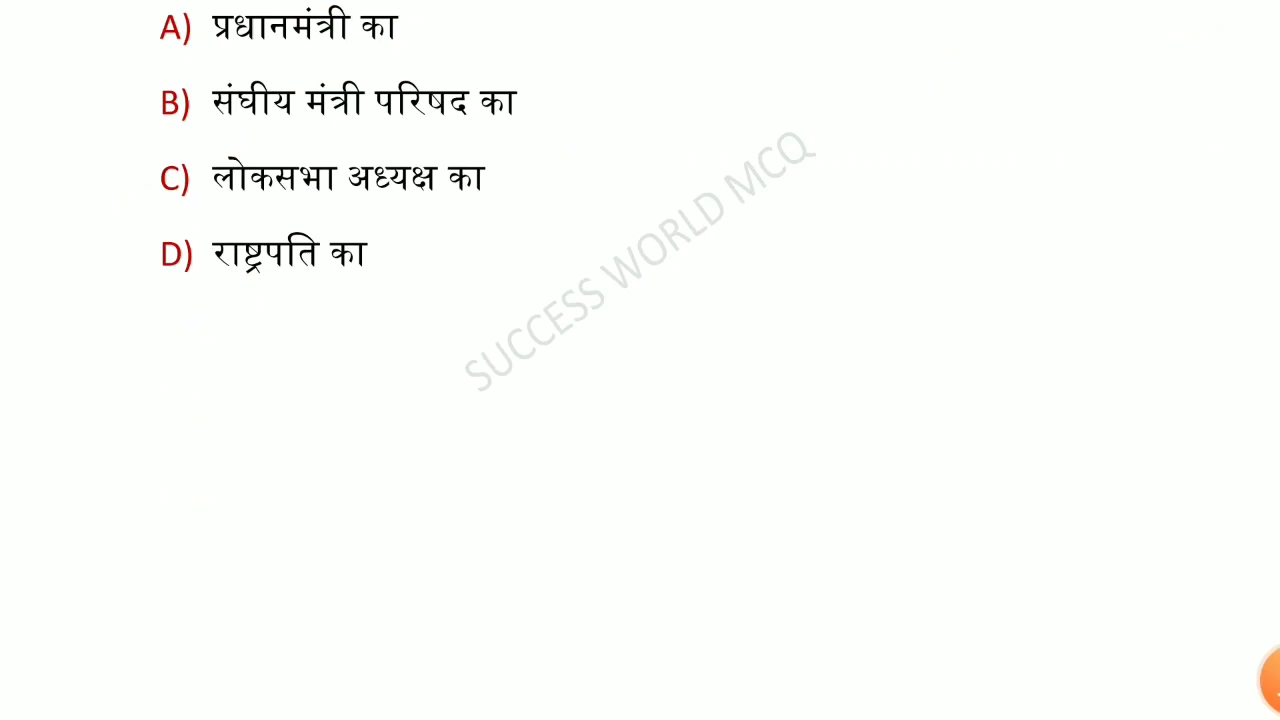 A) प्रधानमंत्री का
B) संघीय मंत्री परिषद का
C) लोकसभा अध्यक्ष का
D) राष्ट्रपति का
SUCCESS WORLD MCQ